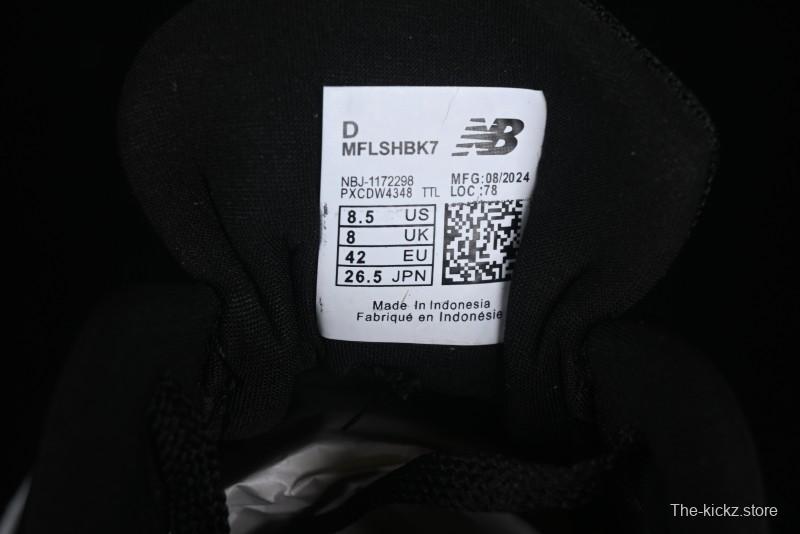 D
MFLSHBK7
NB
NBJ-1172298
PXCDW4348 TTL
MFG:08/2024
LOC :78
8.5 US
8 UK
42 EU
26.5 JPN
Made In Indonesia
Fabriqué en Indonésie
The-kickz.store